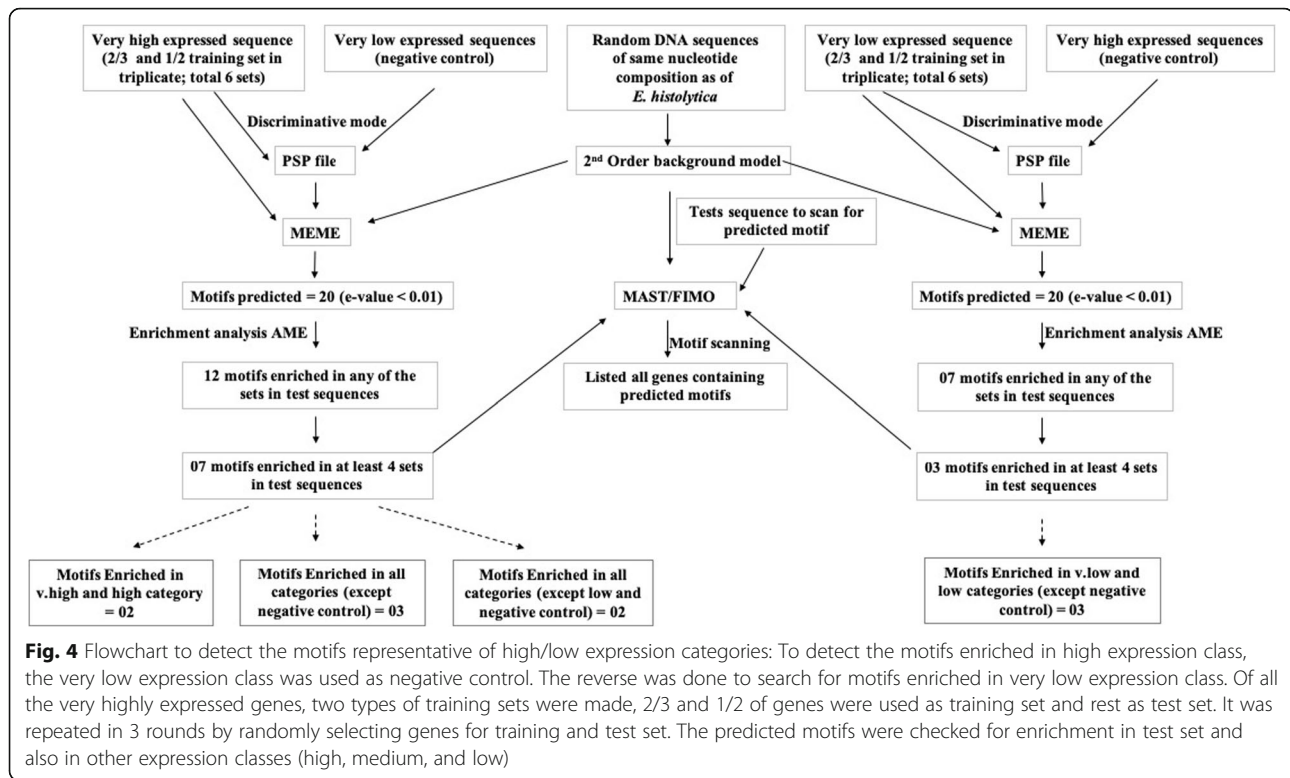 Very high expressed sequence
(2/3 and 1/2 training set in
triplicate; total 6 sets)
Very low expressed sequences
(negative control)
Random DNA sequences
of same nucleotide
composition as of
E. histolytica
Very low expressed sequence
(2/3 and 1/2 training set in
triplicate; total 6 sets)
Very high expressed sequences
(negative control)
Discriminative mode
Discriminative mode
PSP file
2nd Order background model
PSP file
Tests sequence to scan for
predicted motif
MEME
MEME
Motifs predicted = 20 (e-value < 0.01)
MAST/FIMO
Motifs predicted = 20 (e-value < 0.01)
Enrichment analysis AME
Motif scanning
Enrichment analysis AME
12 motifs enriched in any of the
sets in test sequences
Listed all genes containing
predicted motifs
07 motifs enriched in any of the
sets in test sequences
07 motifs enriched in at least 4 sets
in test sequences
03 motifs enriched in at least 4 sets
in test sequences
Motifs Enriched in
v.high and high category
= 02
Motifs Enriched in all
categories (except
negative control) = 03
Motifs Enriched in all
categories (except low and
negative control) = 02
Motifs Enriched in v.low and
low categories (except negative
control) = 03
Fig. 4 Flowchart to detect the motifs representative of high/low expression categories: To detect the motifs enriched in high expression class,
the very low expression class was used as negative control. The reverse was done to search for motifs enriched in very low expression class. Of all
the very highly expressed genes, two types of training sets were made, 2/3 and 1/2 of genes were used as training set and rest as test set. It was
repeated in 3 rounds by randomly selecting genes for training and test set. The predicted motifs were checked for enrichment in test set and
also in other expression classes (high, medium, and low)